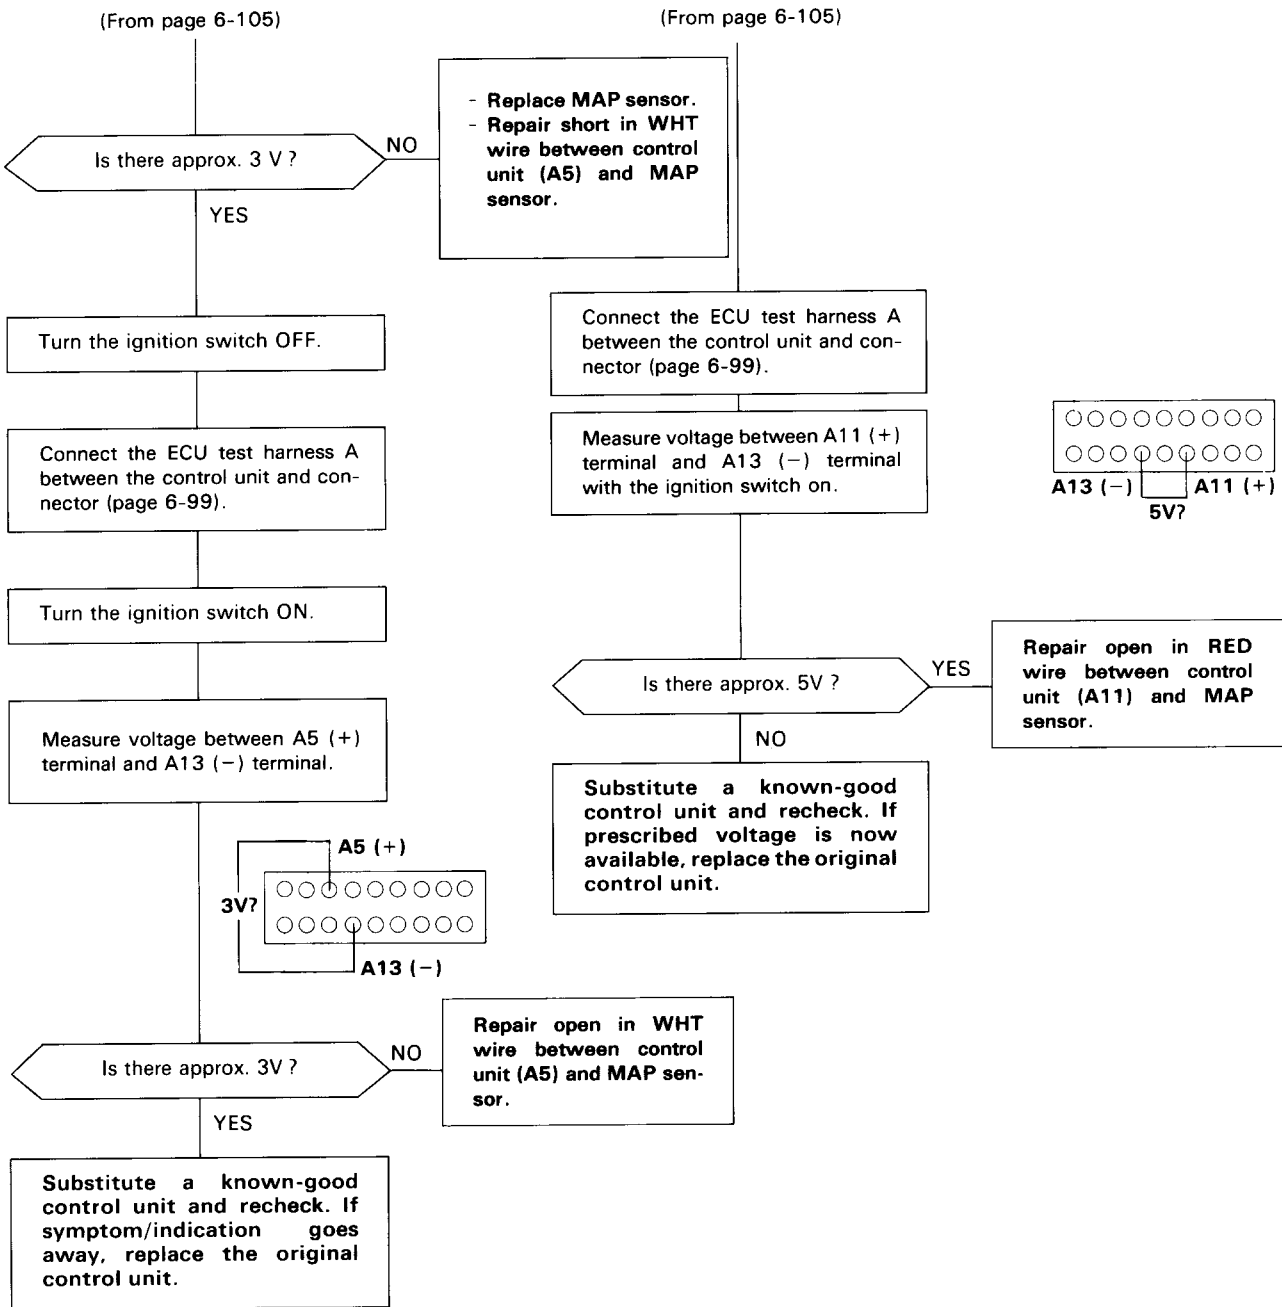 (From page 6-105)
Is there approx. 3 V ?
NO
- Replace MAP sensor.
- Repair short in WHT
wire between control
unit (A5) and MAP
sensor.
YES
Turn the ignition switch OFF.
Connect the ECU test harness A
between the control unit and con-
nector (page 6-99).
Turn the ignition switch ON.
Measure voltage between A5 (+)
terminal and A13 (−) terminal.
A5 (+)
3V?
A13 (−)
Is there approx. 3V ?
NO
Repair open in WHT
wire between control
unit (A5) and MAP sen-
sor.
YES
Substitute a known-good
control unit and recheck. If
symptom/indication goes
away, replace the original
control unit.
(From page 6-105)
Connect the ECU test harness A
between the control unit and con-
nector (page 6-99).
Measure voltage between A11 (+)
terminal and A13 (−) terminal
with the ignition switch on.
A13 (−)
A11 (+)
5V?
Is there approx. 5V ?
YES
Repair open in RED
wire between control
unit (A11) and MAP
sensor.
NO
Substitute a known-good
control unit and recheck. If
prescribed voltage is now
available, replace the original
control unit.